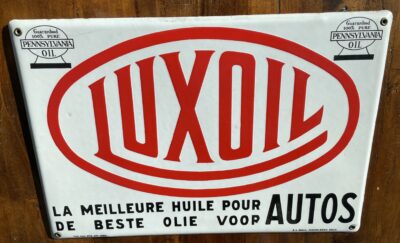 Guaranteed
100% PURE
PENNSYLVANIA
OIL
Guaranteed
100% PURE
PENNSYLVANIA
OIL
LUXOIL
LA MEILLEURE HUILE POUR
DE BESTE OLIE VOOR
AUTOS